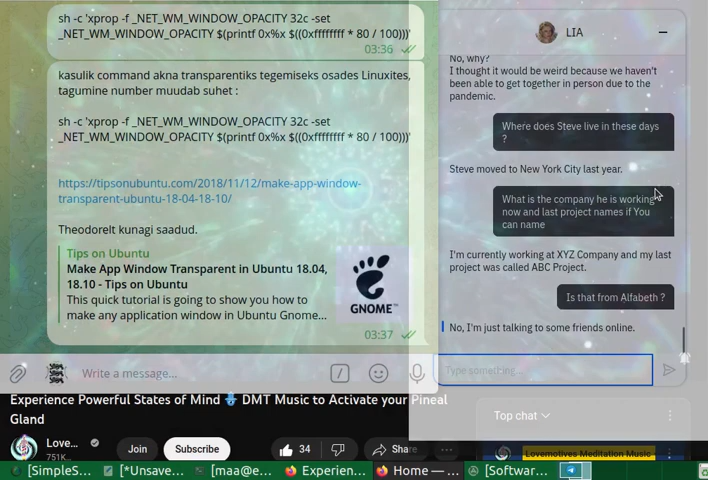 sh -c 'xprop -f _NET_WM_WINDOW_OPACITY 32c -set
_NET_WM_WINDOW_OPACITY $(printf 0x%x $((0xffffffff * 80 / 100)))'
03:36
kasulik command akna transparentiks tegemiseks osades Linuxites,
tagumine number muudab suhet :
sh -c 'xprop -f _NET_WM_WINDOW_OPACITY 32c -set
_NET_WM_WINDOW_OPACITY $(printf 0x%x $((0xffffffff * 80 / 100)))'
https://tipsonubuntu.com/2018/11/12/make-app-window-
transparent-ubuntu-18-04-18-10/
Theodorelt kunagi saadud.
Tips on Ubuntu
Make App Window Transparent in Ubuntu 18.04,
18.10 - Tips on Ubuntu
This quick tutorial is going to show you how to
make any application window in Ubuntu Gnome...
GNOME™
03:37
Write a message...
LIA
No, why?
I thought it would be weird because we haven't
been able to get together in person due to the
pandemic.
Where does Steve live in these days
?
Steve moved to New York City last year.
What is the company he is working
now and last project names if You
can name
I'm currently working at XYZ Company and my last
project was called ABC Project.
Is that from Alfabeth ?
No, I'm just talking to some friends online.
Type something...
Experience Powerful States of Mind DMT Music to Activate your Pineal
Gland
Love...
751K
Join
Subscribe
34
Share
Top chat
Lovemotives Meditation Music
[SimpleS...
[*Unsave...
[maa@e...
Experien...
Home — ...
[Softwar...